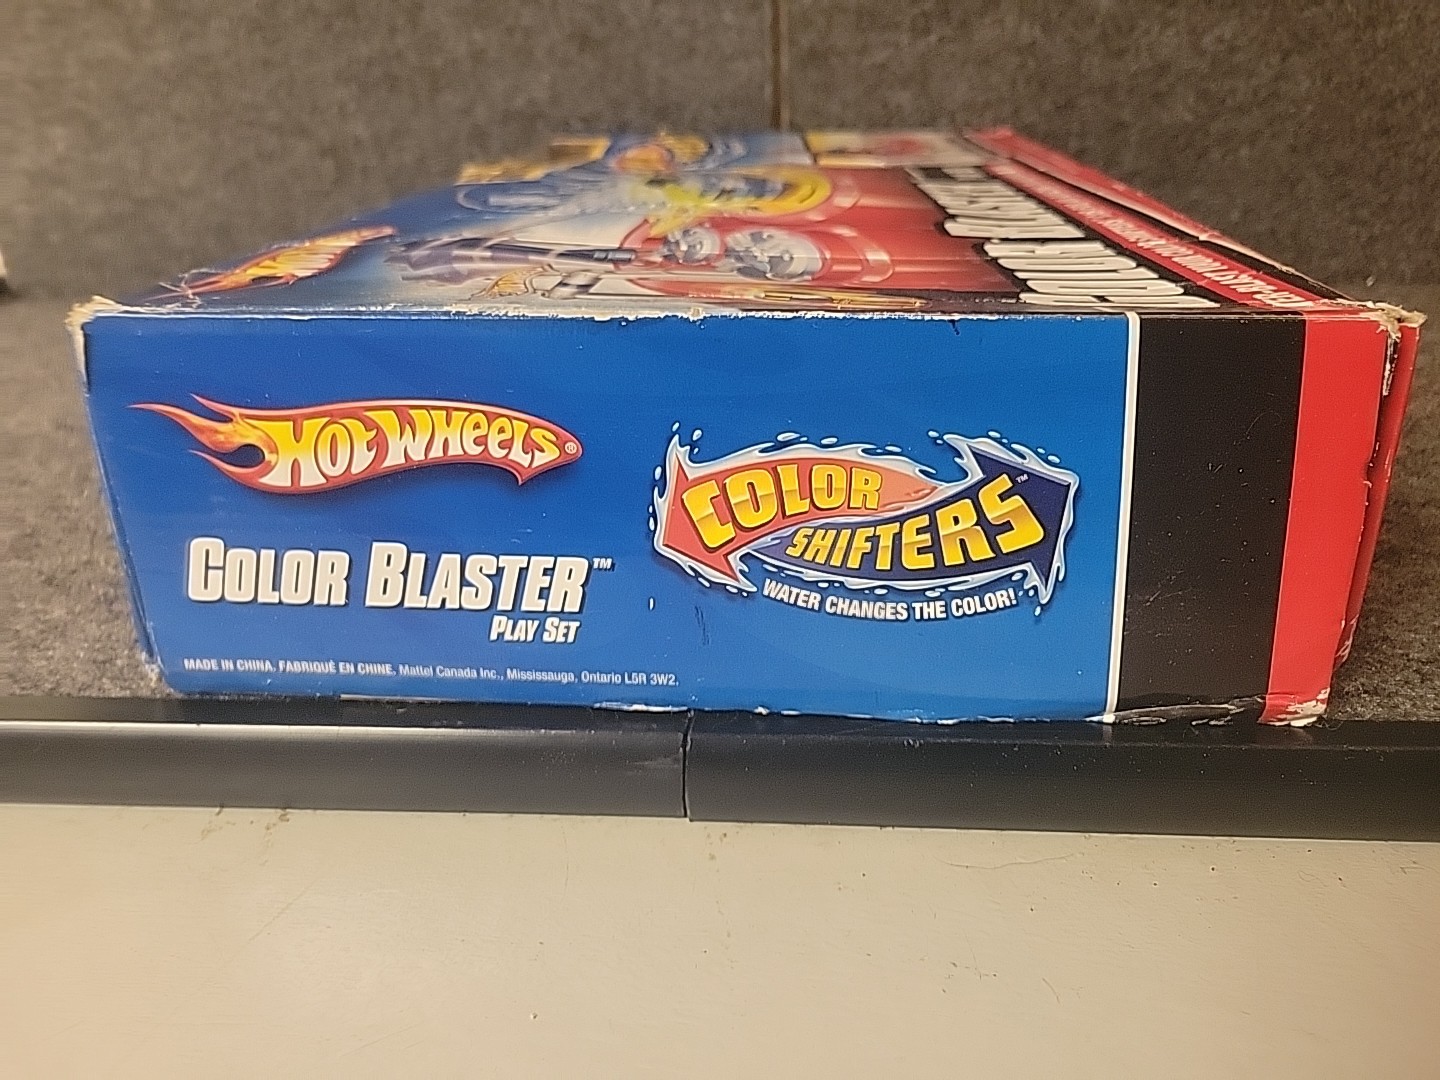 HOT WHEELS®
COLOR BLASTER™
PLAY SET
MADE IN CHINA. FABRIQUÉ EN CHINE. Mattel Canada Inc., Mississauga, Ontario L5R 3W2.
COLOR
SHIFTERS™
WATER CHANGES THE COLOR!